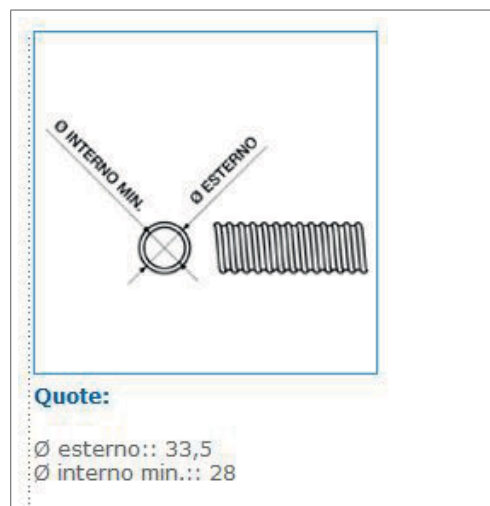 Ø INTERNO MIN.
Ø ESTERNO
Quote:
Ø esterno:: 33,5
Ø interno min.:: 28